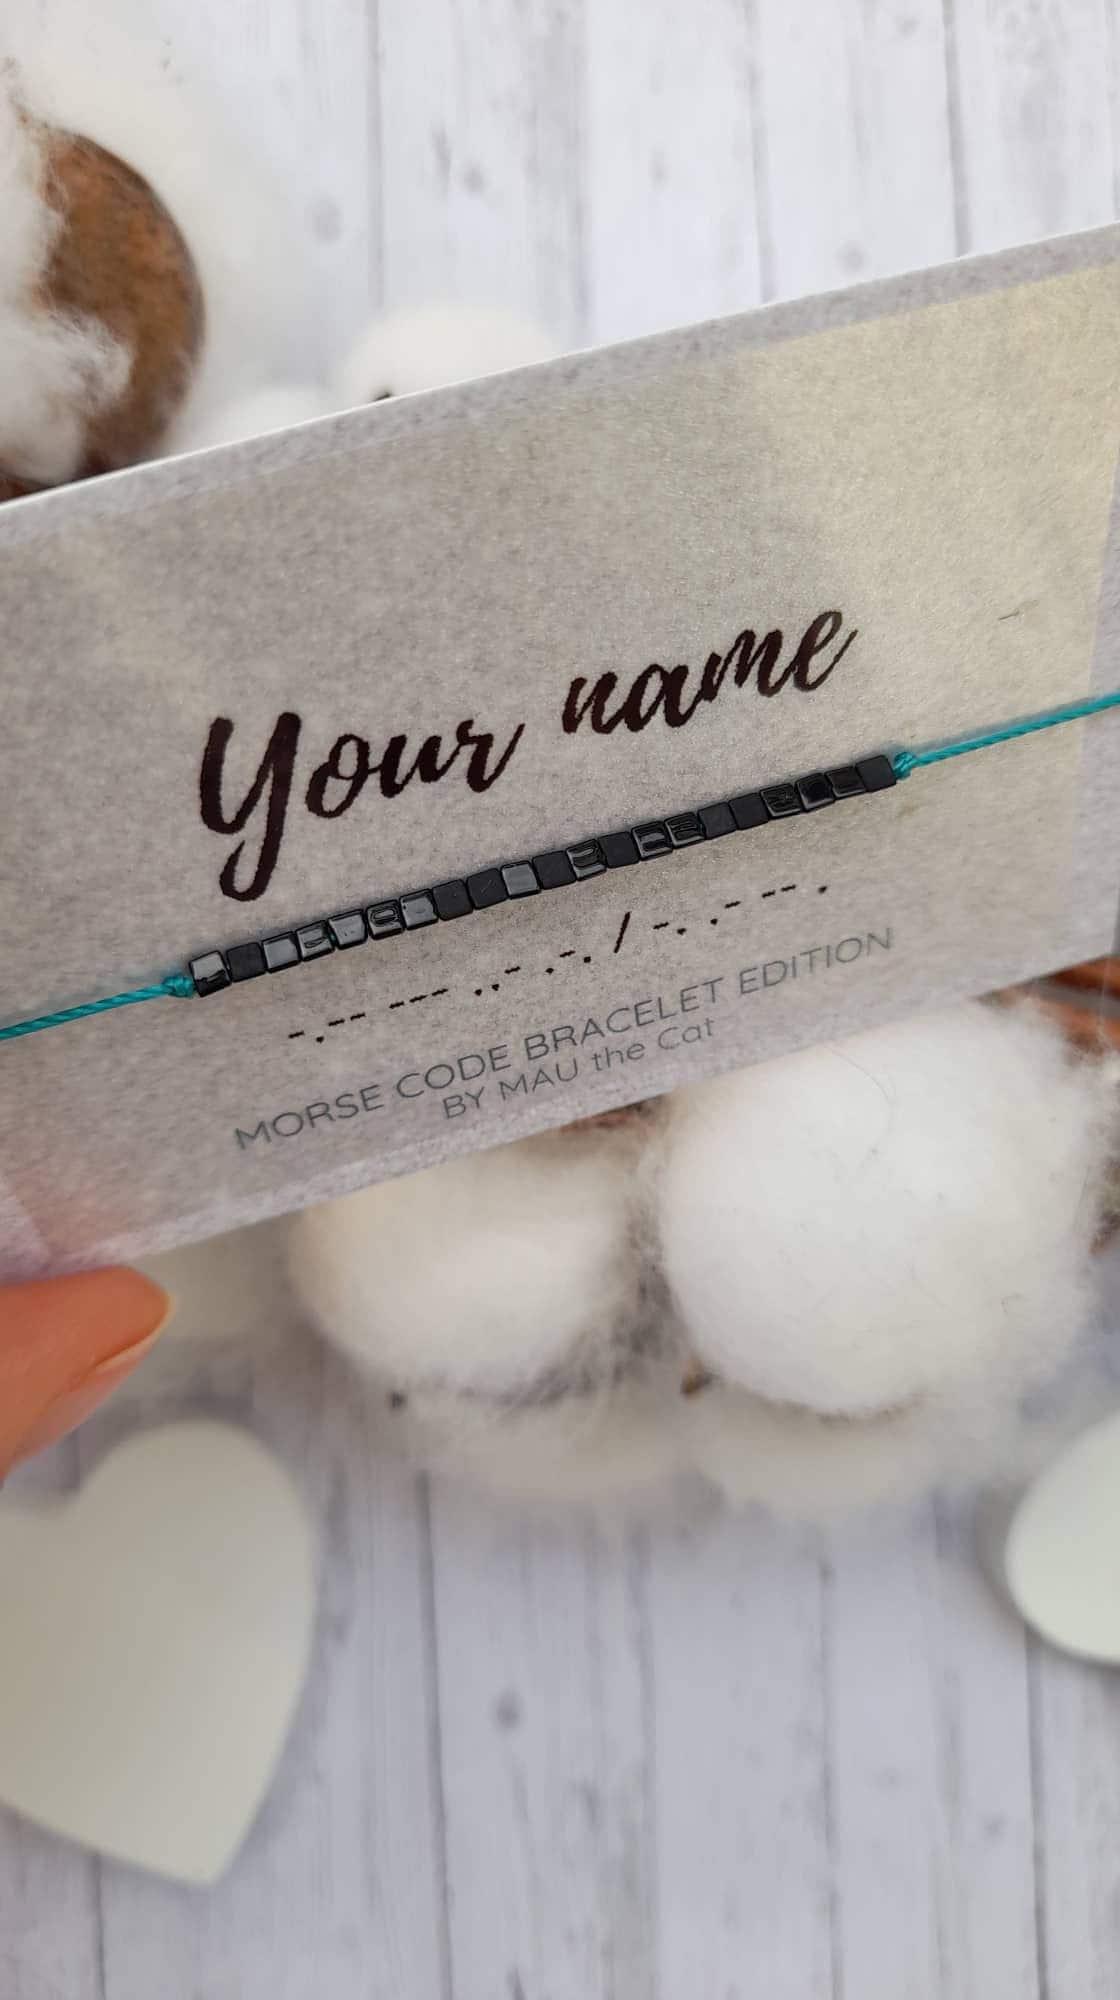 Your name
-.-- --- ..- .-. / -. .- -- .
MORSE CODE BRACELET EDITION
BY MAU the Cat